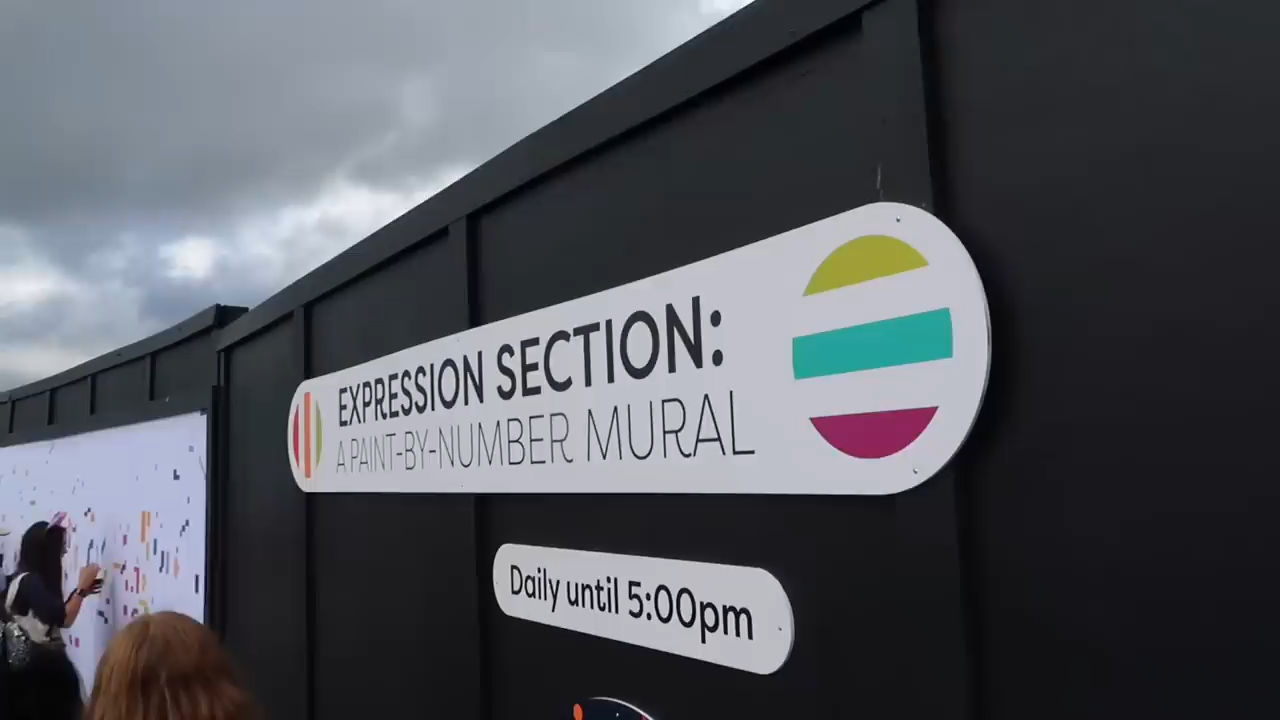 EXPRESSION SECTION:
A PAINT-BY-NUMBER MURAL
Daily until 5:00pm